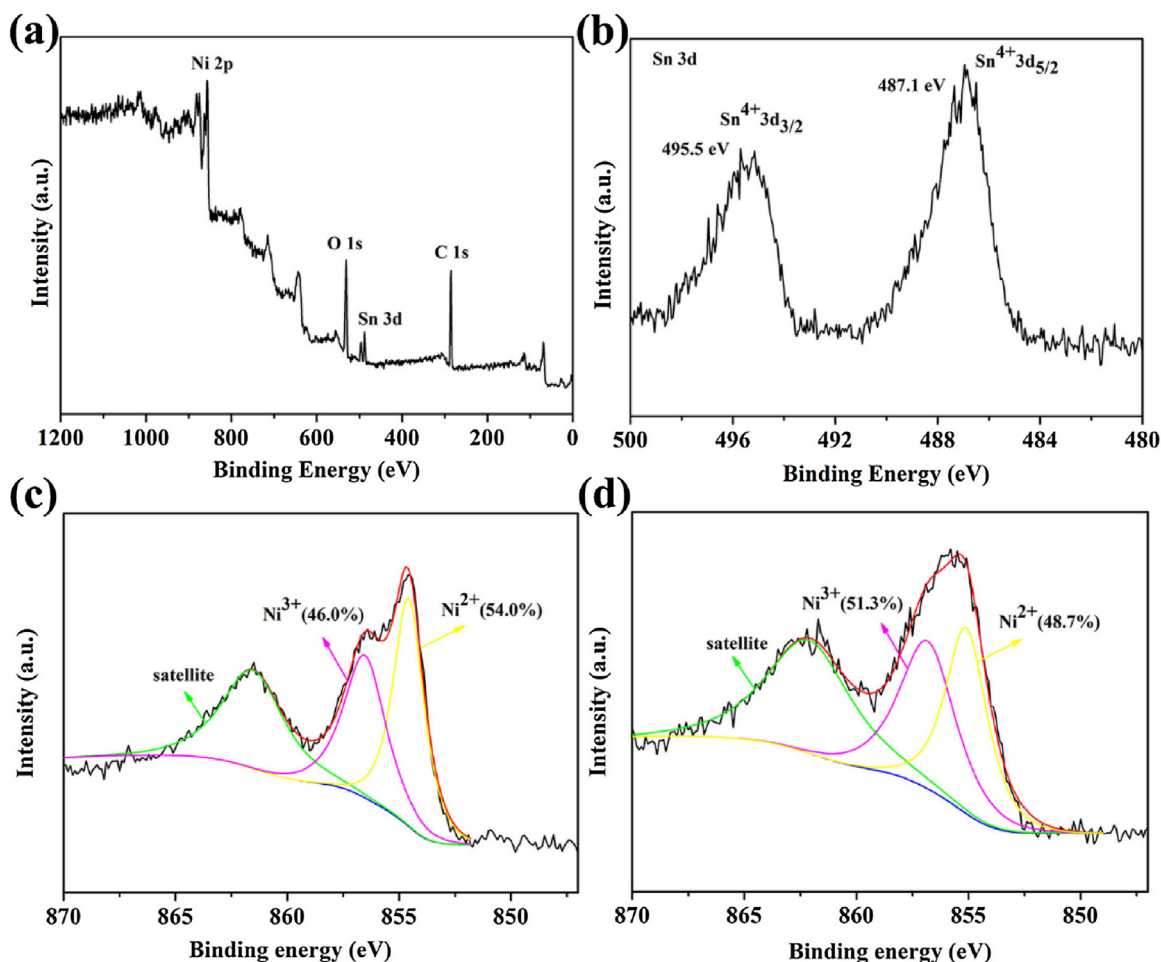 (a)
Ni 2p
O 1s
Sn 3d
C 1s
Intensity (a.u.)
1200 1000 800 600 400 200 0
Binding Energy (eV)
(b)
Sn 3d
Sn⁴⁺3d₅/₂
487.1 eV
Sn⁴⁺3d₃/₂
495.5 eV
Intensity (a.u.)
500 496 492 488 484 480
Binding Energy (eV)
(c)
Ni³⁺(46.0%)
Ni²⁺(54.0%)
satellite
Intensity (a.u.)
870 865 860 855 850
Binding energy (eV)
(d)
Ni³⁺(51.3%)
Ni²⁺(48.7%)
satellite
Intensity (a.u.)
870 865 860 855 850
Binding energy (eV)